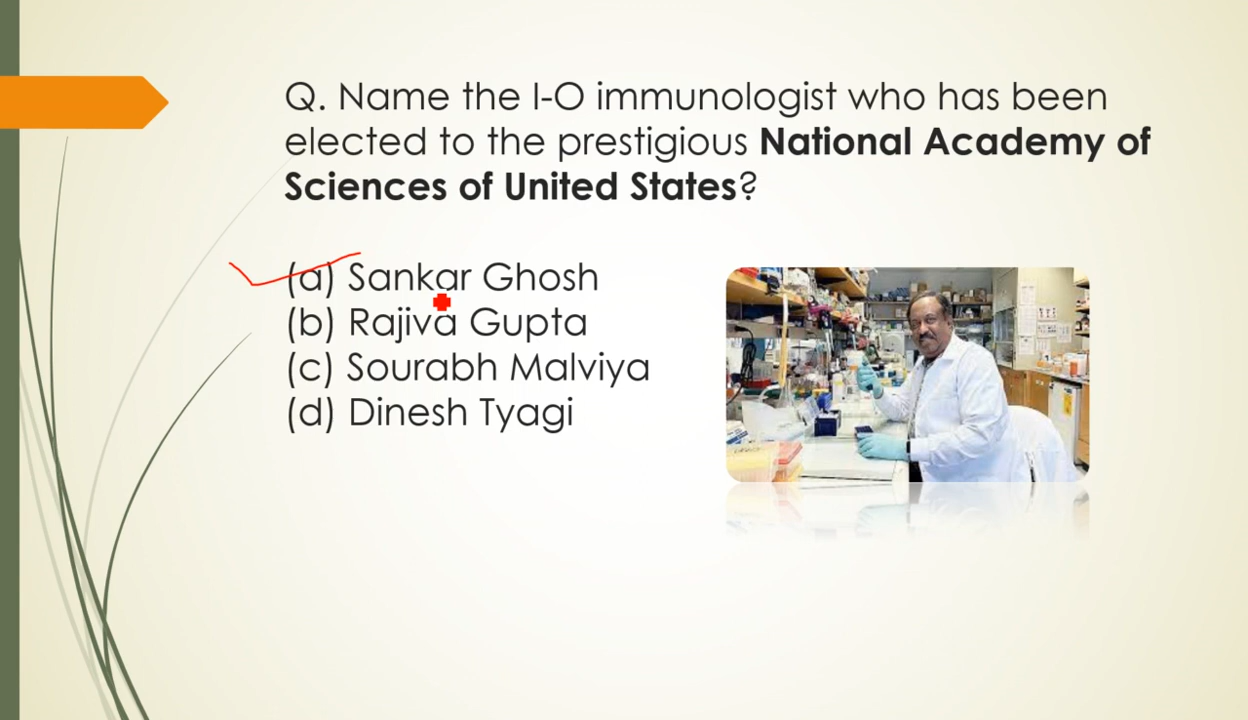 Q. Name the I-O immunologist who has been
elected to the prestigious National Academy of
Sciences of United States?
(a) Sankar Ghosh
(b) Rajiva Gupta
(c) Sourabh Malviya
(d) Dinesh Tyagi